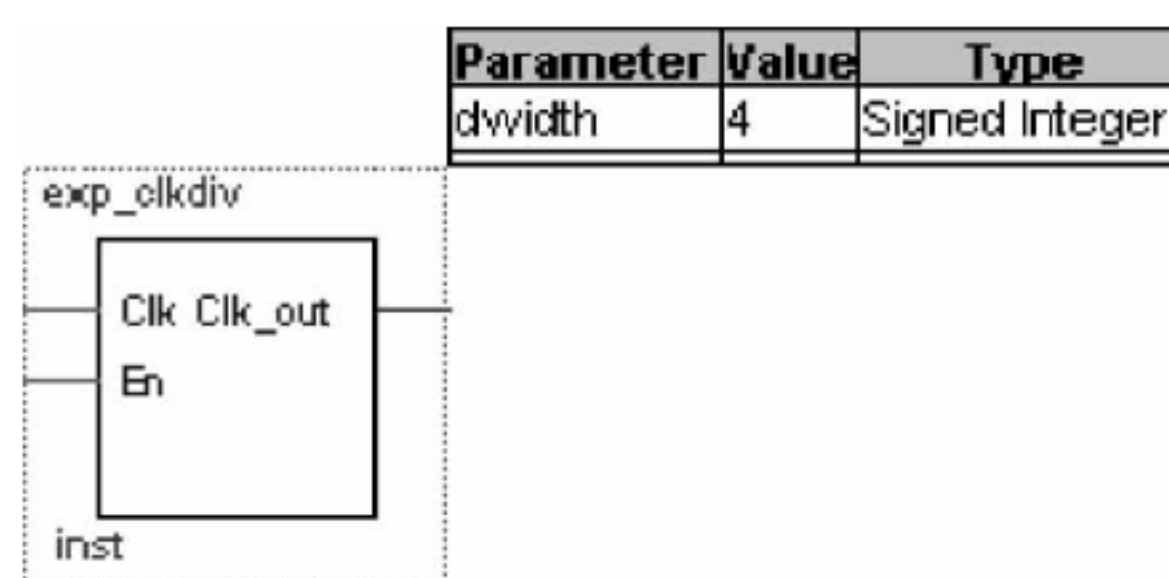 Parameter Value Type
dwidth 4 Signed Integer
exp_clkdiv
Clk Clk_out
En
inst